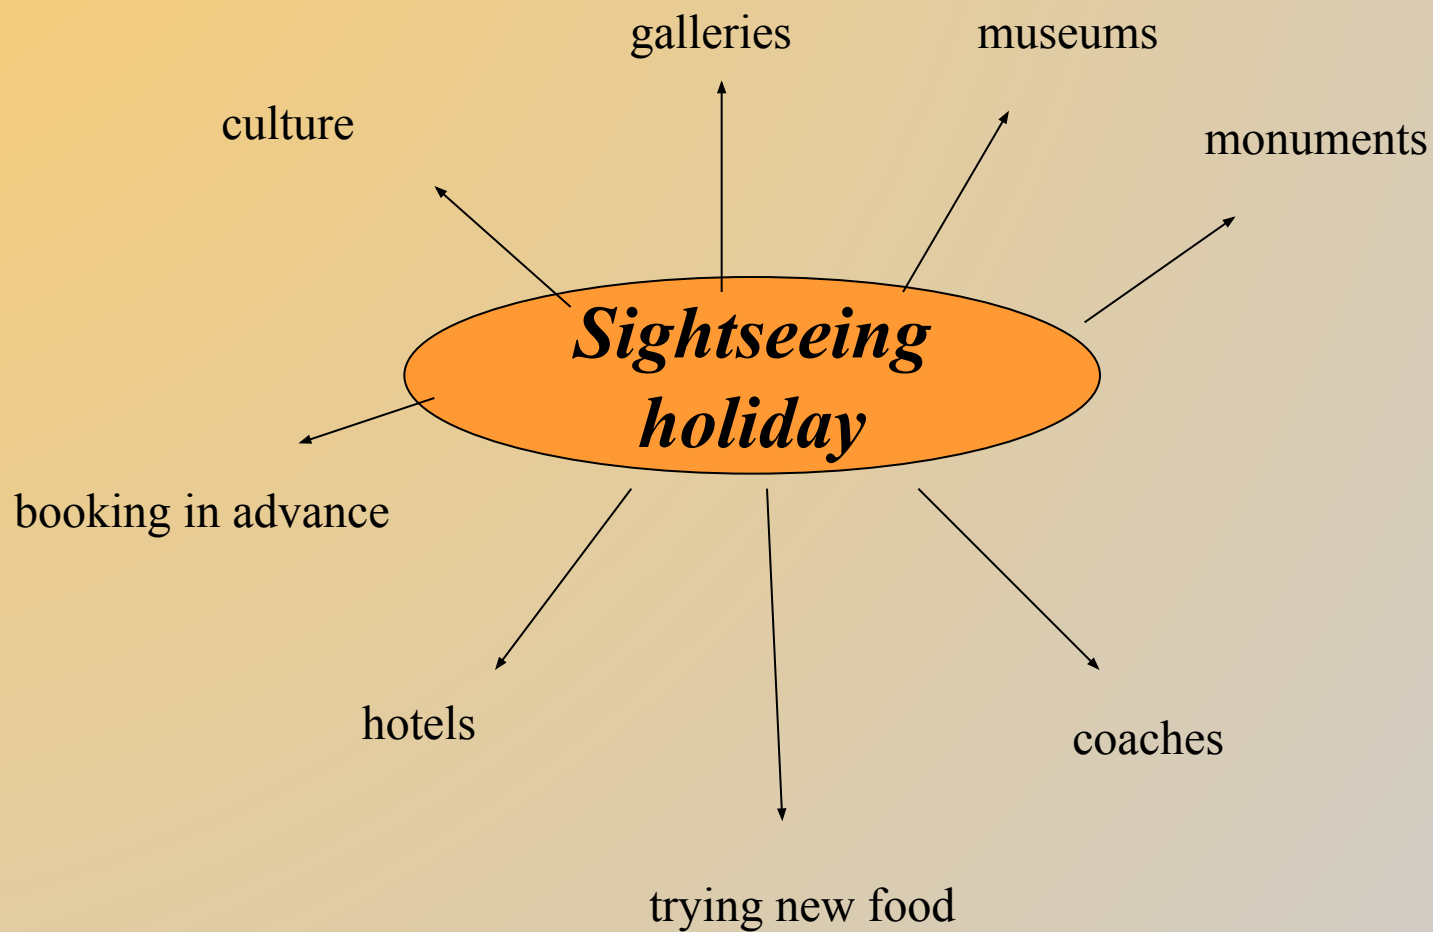 galleries
museums
culture
monuments
Sightseeing
holiday
booking in advance
hotels
coaches
trying new food